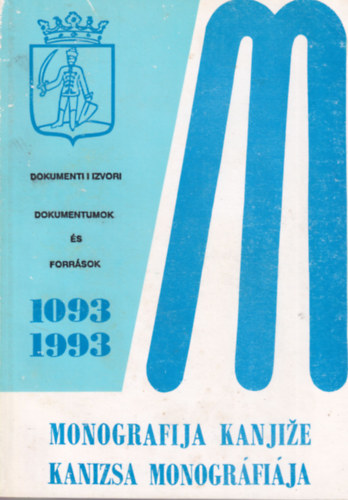 DOKUMENTI I IZVORI
DOKUMENTUMOK
ÉS
FORRÁSOK
1093
1993
M
MONOGRAFIJA KANJIŽE
KANIZSA MONOGRÁFIÁJA